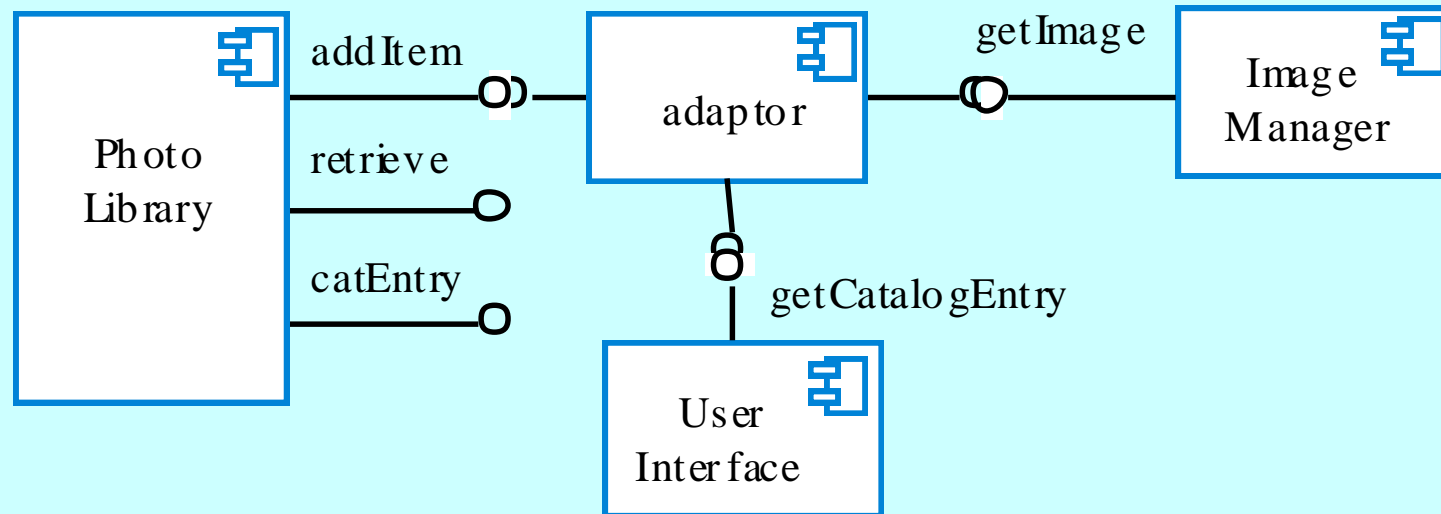 addItem
retrieve
catEntry
Photo
Library
adaptor
getImage
Image
Manager
getCatalogEntry
User
Interface